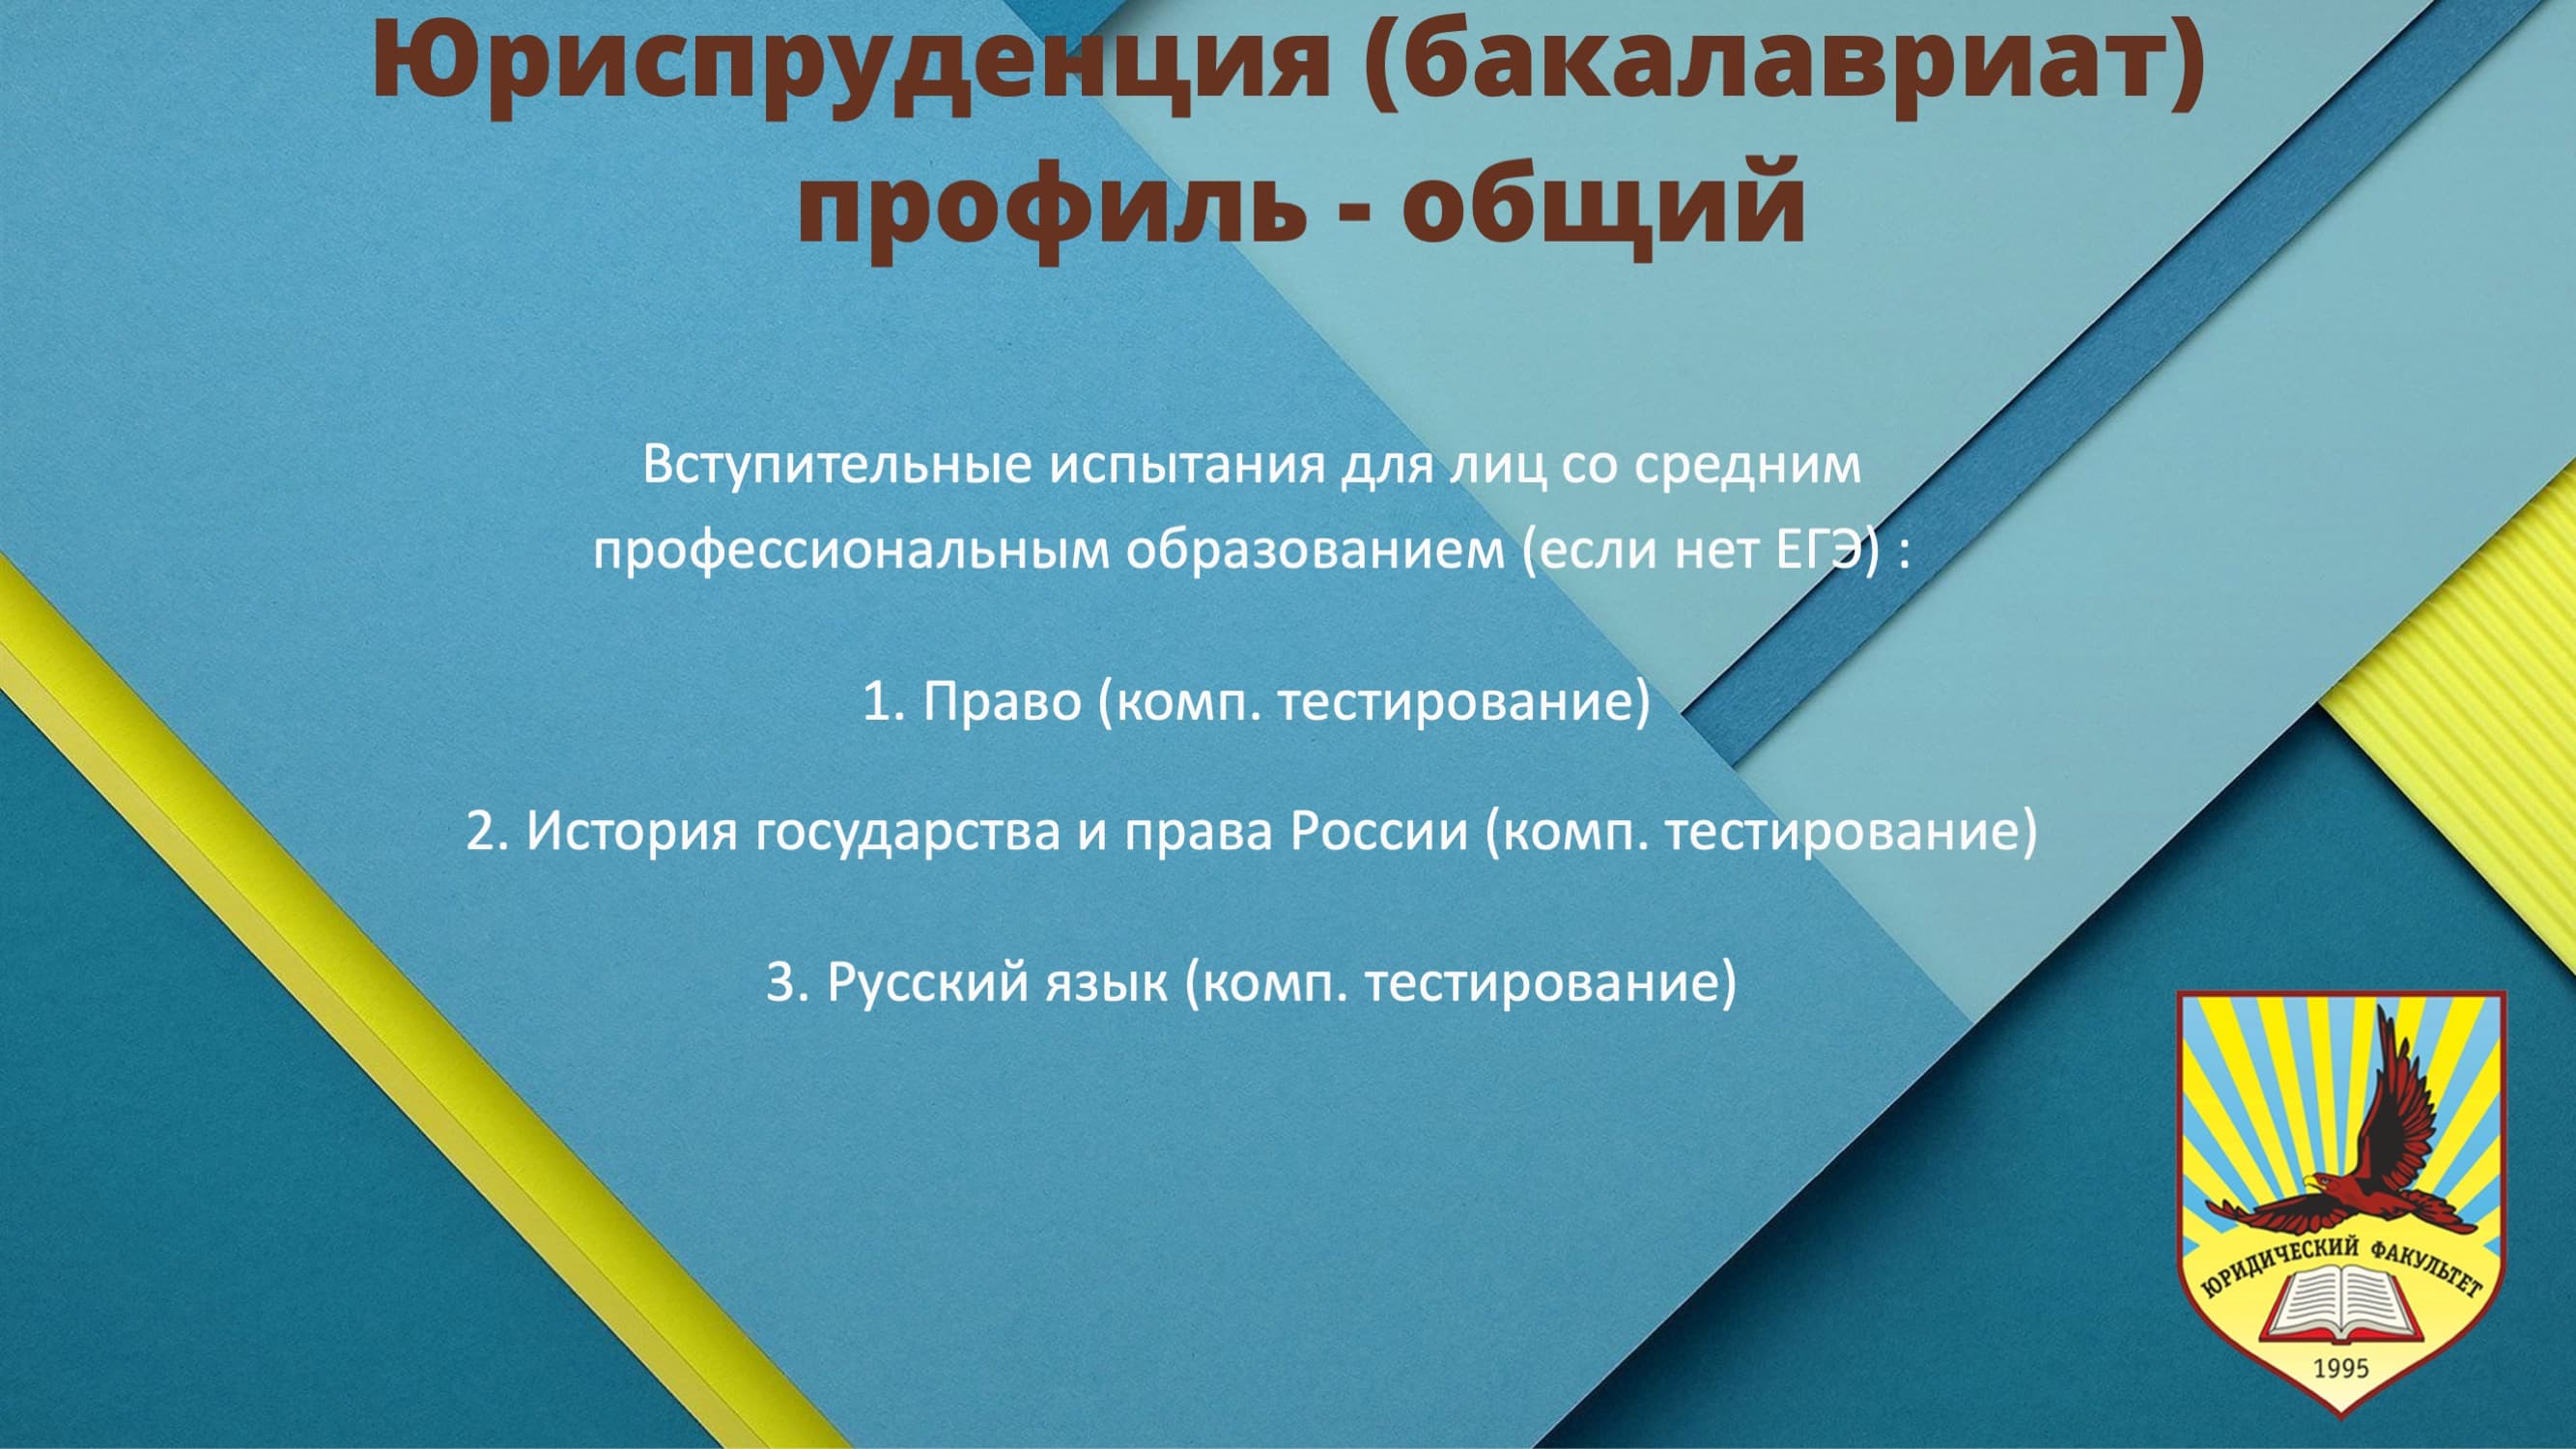 Юриспруденция (бакалавриат)
профиль - общий
Вступительные испытания для лиц со средним
профессиональным образованием (если нет ЕГЭ) :
1. Право (комп. тестирование)
2. История государства и права России (комп. тестирование)
3. Русский язык (комп. тестирование)
ЮРИДИЧЕСКИЙ ФАКУЛЬТЕТ
1995